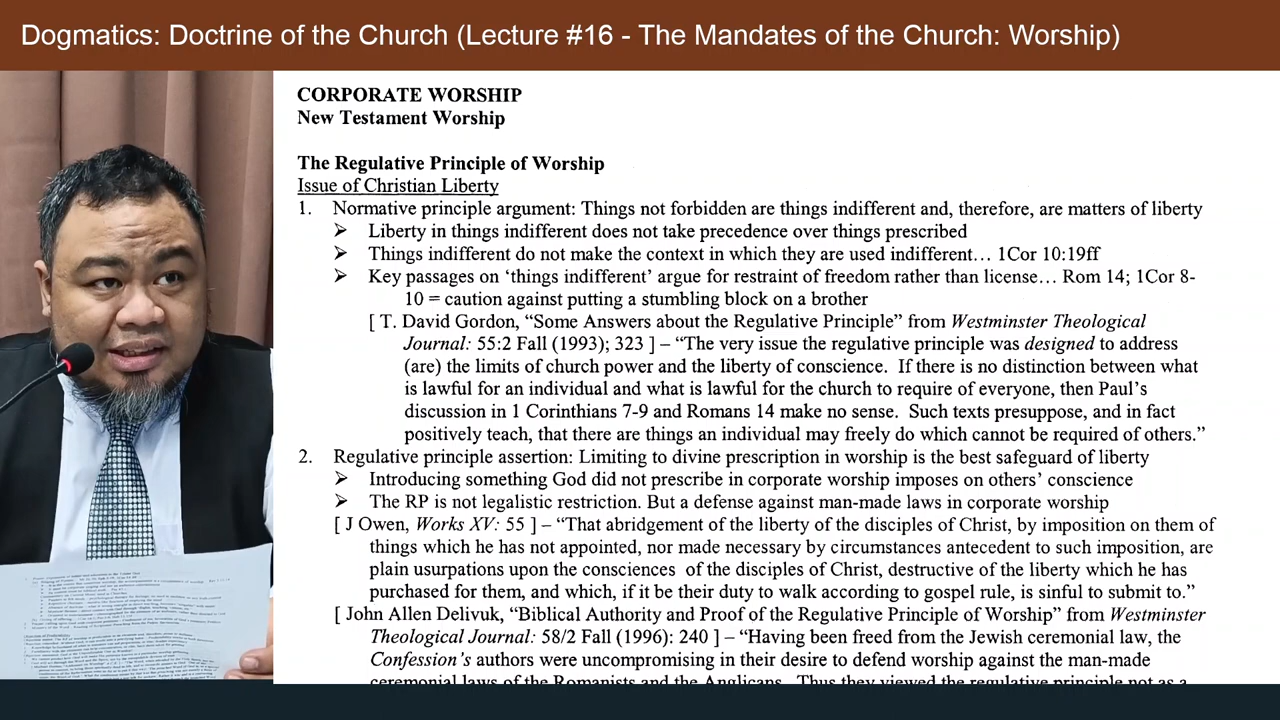 Dogmatics: Doctrine of the Church (Lecture #16 - The Mandates of the Church: Worship)
CORPORATE WORSHIP
New Testament Worship
The Regulative Principle of Worship
Issue of Christian Liberty
1. Normative principle argument: Things not forbidden are things indifferent and, therefore, are matters of liberty
➢ Liberty in things indifferent does not take precedence over things prescribed
➢ Things indifferent do not make the context in which they are used indifferent… 1Cor 10:19ff
➢ Key passages on ‘things indifferent’ argue for restraint of freedom rather than license… Rom 14; 1Cor 8-
10 = caution against putting a stumbling block on a brother
[ T. David Gordon, “Some Answers about the Regulative Principle” from Westminster Theological
Journal: 55:2 Fall (1993); 323 ] – “The very issue the regulative principle was designed to address
(are) the limits of church power and the liberty of conscience. If there is no distinction between what
is lawful for an individual and what is lawful for the church to require of everyone, then Paul’s
discussion in 1 Corinthians 7-9 and Romans 14 make no sense. Such texts presuppose, and in fact
positively teach, that there are things an individual may freely do which cannot be required of others.”
2. Regulative principle assertion: Limiting to divine prescription in worship is the best safeguard of liberty
➢ Introducing something God did not prescribe in corporate worship imposes on others’ conscience
➢ The RP is not legalistic restriction. But a defense against man-made laws in corporate worship
[ J Owen, Works XV: 55 ] – “That abridgement of the liberty of the disciples of Christ, by imposition on them of
things which he has not appointed, nor made necessary by circumstances antecedent to such imposition, are
plain usurpations upon the consciences of the disciples of Christ, destructive of the liberty which he has
purchased for them, and which, if it be their duty to walk according to gospel-rule, is sinful to submit to.”
[ John Allen Delivuk, “Biblical Authority and Proof of the Regulative Principle of Worship” from Westminster
Theological Journal: 58/2 Fall (1996); 240 ] – “Having been freed from the Jewish ceremonial law, the
Confession is uncompromising in its desire to defend worship against the man-made
ceremonial laws of the Romanists and the Anglicans. Thus they viewed the regulative principle not as a